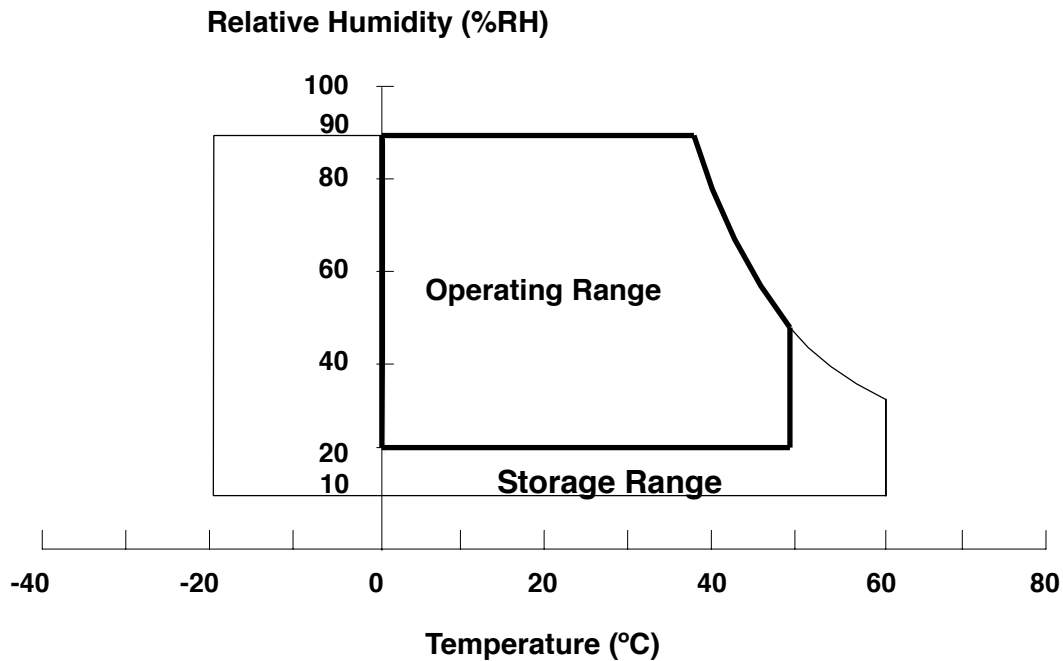 Relative Humidity (%RH)
100
90
80
60
Operating Range
40
20
10
Storage Range
-40 -20 0 20 40 60 80
Temperature (ºC)